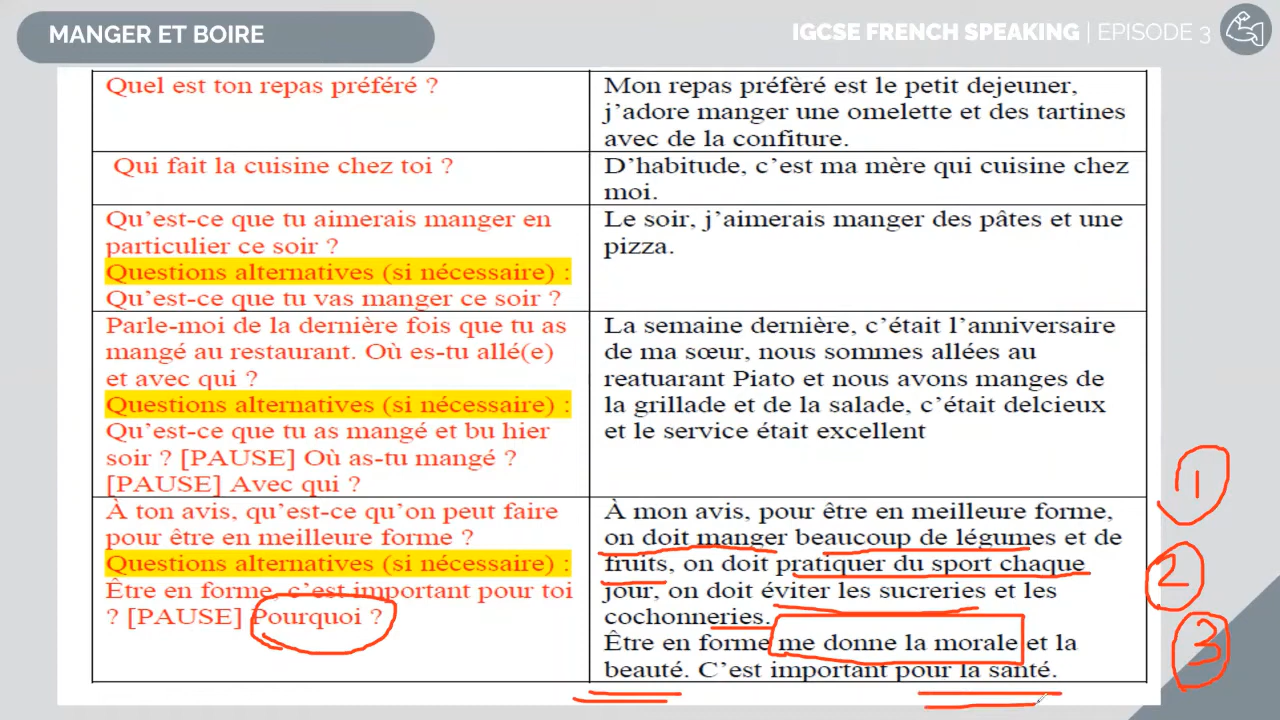 MANGER ET BOIRE
IGCSE FRENCH SPEAKING | EPISODE 3
Quel est ton repas préféré ?
Mon repas préfèré est le petit dejeuner,
j’adore manger une omelette et des tartines
avec de la confiture.
Qui fait la cuisine chez toi ?
D’habitude, c’est ma mère qui cuisine chez
moi.
Qu’est-ce que tu aimerais manger en
particulier ce soir ?
Questions alternatives (si nécessaire) :
Qu’est-ce que tu vas manger ce soir ?
Le soir, j’aimerais manger des pâtes et une
pizza.
Parle-moi de la dernière fois que tu as
mangé au restaurant. Où es-tu allé(e)
et avec qui ?
Questions alternatives (si nécessaire) :
Qu’est-ce que tu as mangé et bu hier
soir ? [PAUSE] Où as-tu mangé ?
[PAUSE] Avec qui ?
La semaine dernière, c’était l’anniversaire
de ma sœur, nous sommes allées au
reatuarant Piato et nous avons manges de
la grillade et de la salade, c’était delcieux
et le service était excellent
À ton avis, qu’est-ce qu’on peut faire
pour être en meilleure forme ?
Questions alternatives (si nécessaire) :
Être en forme, c’est important pour toi
? [PAUSE] Pourquoi ?
À mon avis, pour être en meilleure forme,
on doit manger beaucoup de légumes et de
fruits, on doit pratiquer du sport chaque
jour, on doit éviter les sucreries et les
cochonneries.
Être en forme me donne la morale et la
beauté. C’est important pour la santé.
1
2
3